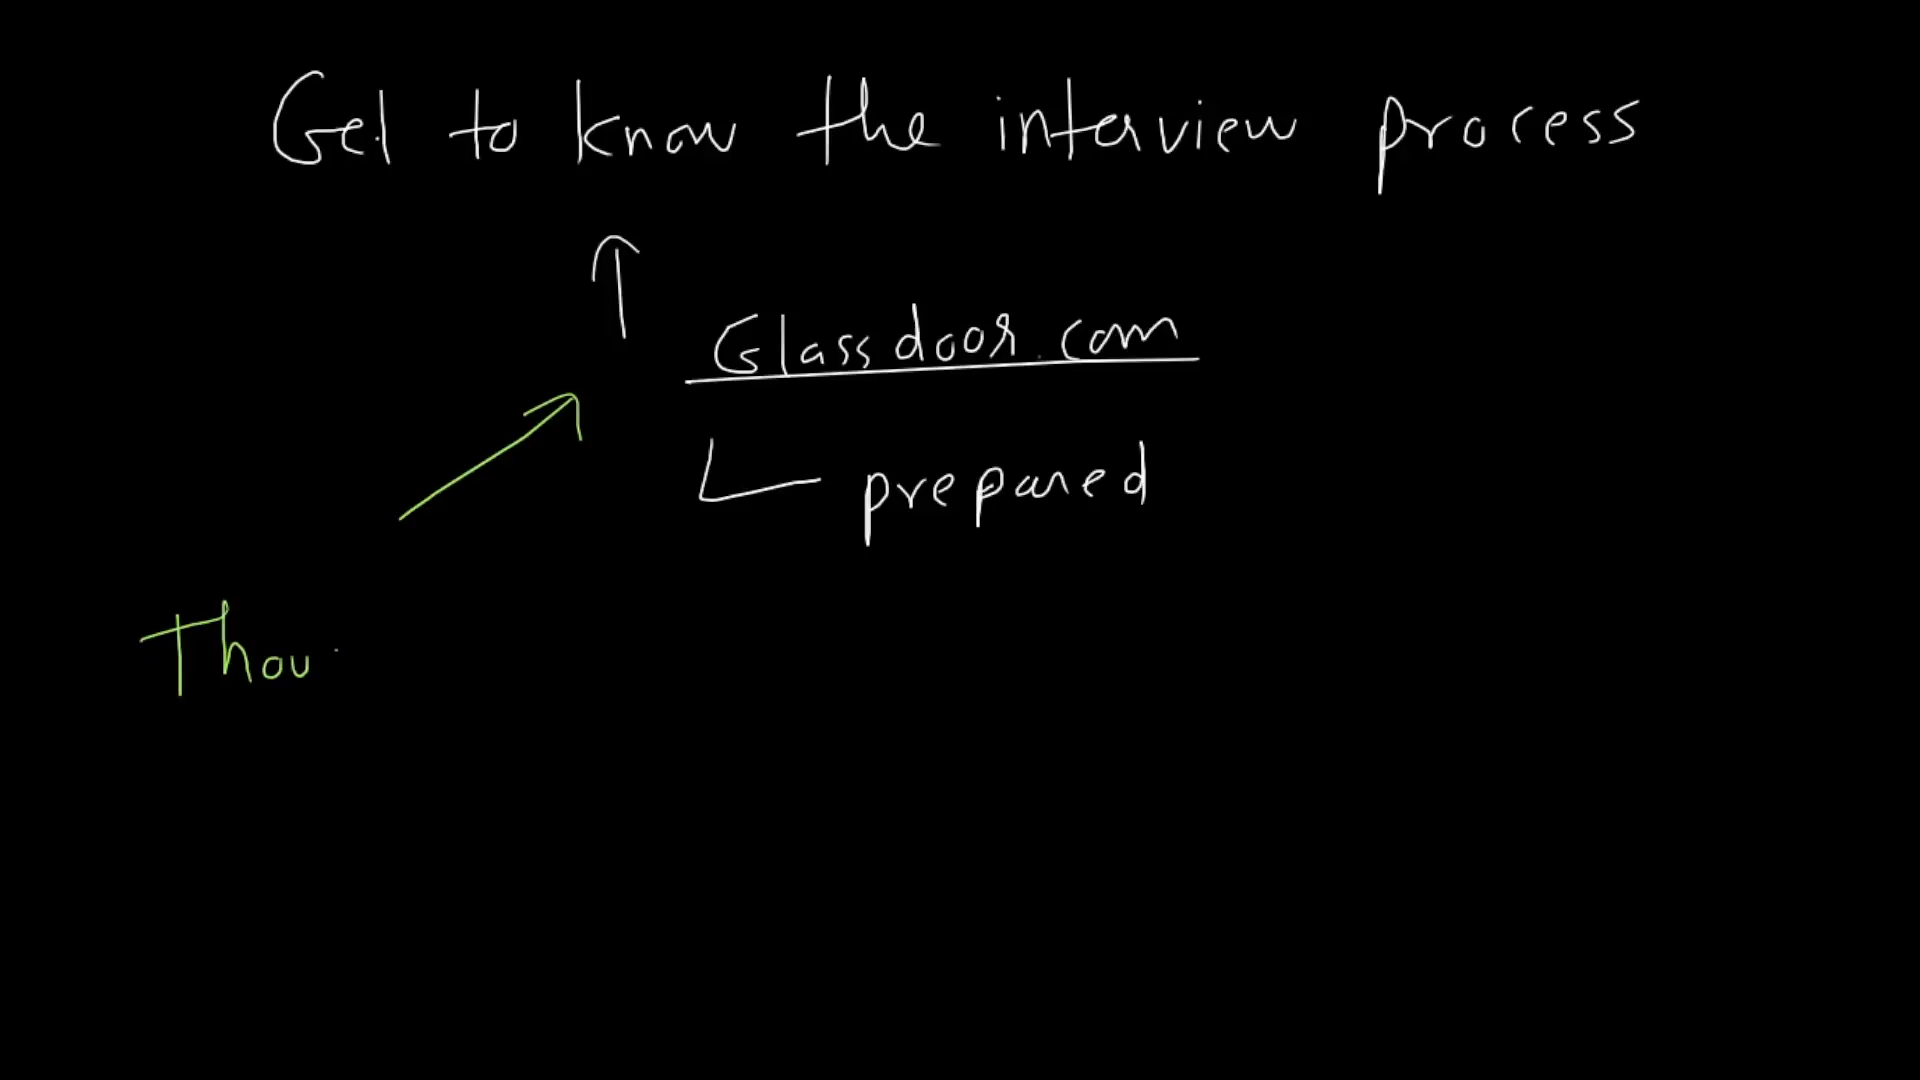 Get to know the interview process
Glassdoor.com
prepared
Thou